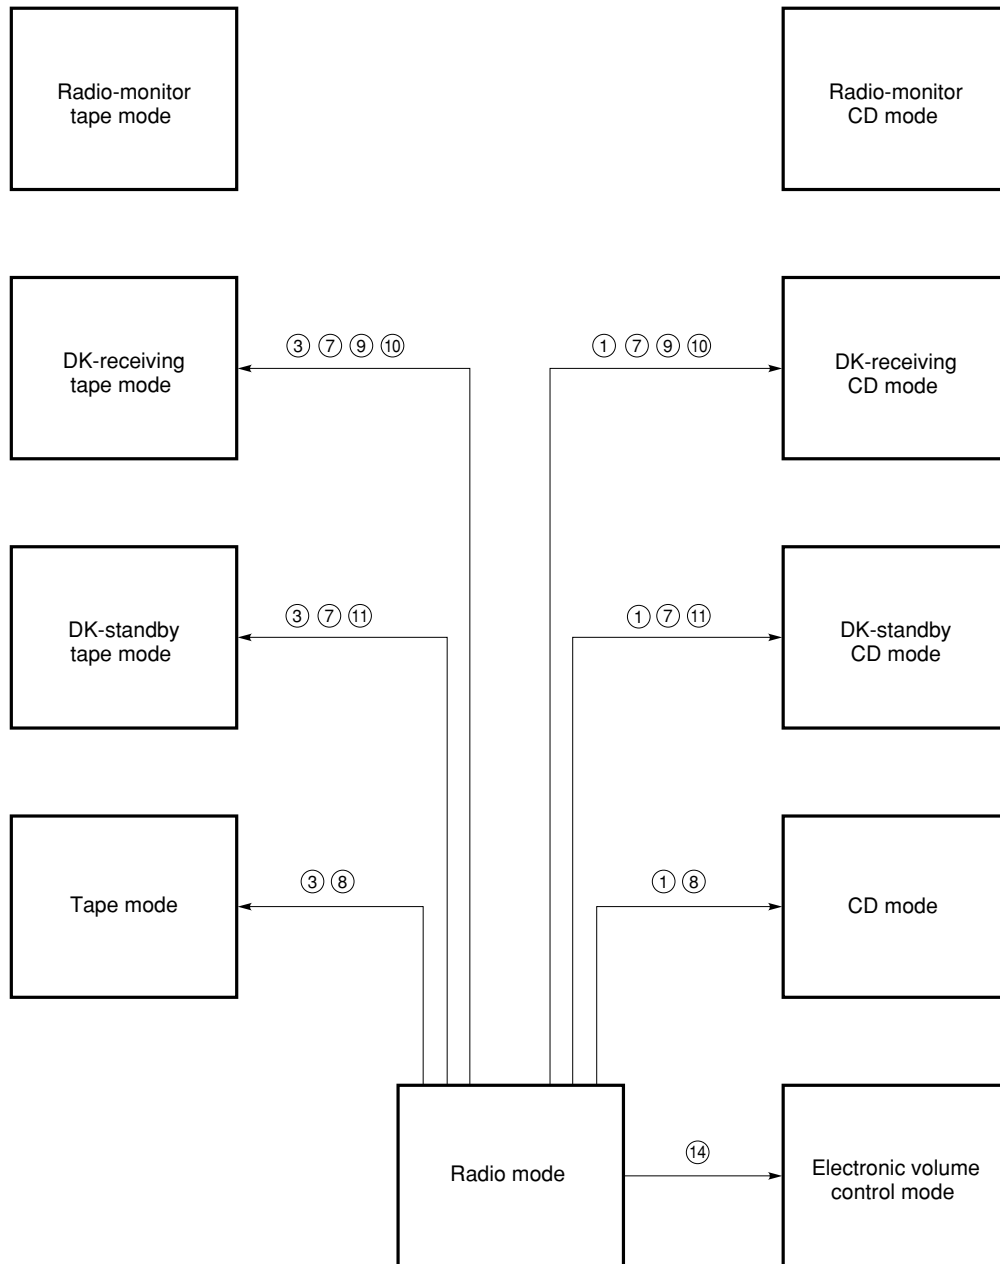 Radio-monitor
tape mode
Radio-monitor
CD mode
DK-receiving
tape mode
③ ⑦ ⑨ ⑩
① ⑦ ⑨ ⑩
DK-receiving
CD mode
DK-standby
tape mode
③ ⑦ ⑪
① ⑦ ⑪
DK-standby
CD mode
Tape mode
③ ⑧
① ⑧
CD mode
Radio mode
⑭
Electronic volume
control mode